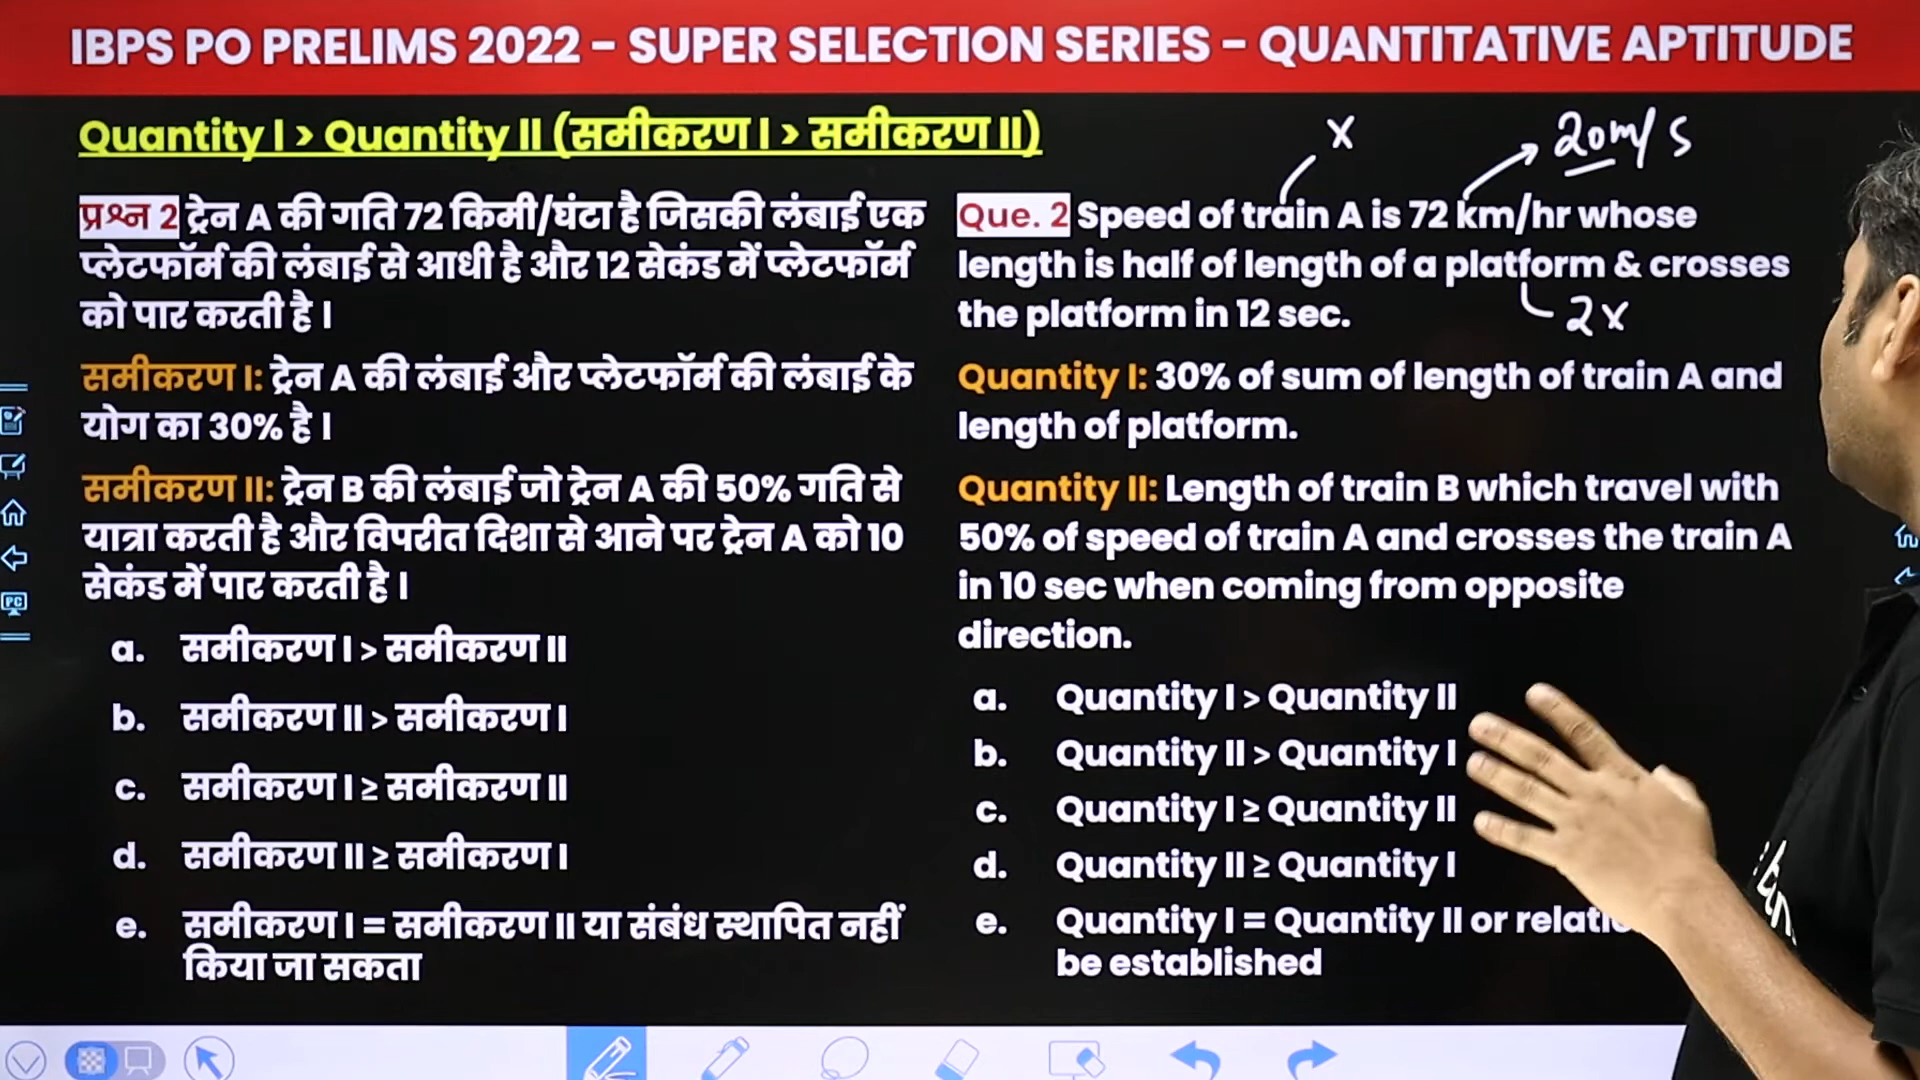 IBPS PO PRELIMS 2022 - SUPER SELECTION SERIES - QUANTITATIVE APTITUDE
Quantity I > Quantity II (समीकरण I > समीकरण II)
प्रश्न 2 ट्रेन A की गति 72 किमी/घंटा है जिसकी लंबाई एक
प्लेटफॉर्म की लंबाई से आधी है और 12 सेकंड में प्लेटफॉर्म
को पार करती है।
समीकरण I: ट्रेन A की लंबाई और प्लेटफॉर्म की लंबाई के
योग का 30% है।
समीकरण II: ट्रेन B की लंबाई जो ट्रेन A की 50% गति से
यात्रा करती है और विपरीत दिशा से आने पर ट्रेन A को 10
सेकंड में पार करती है।
a. समीकरण I > समीकरण II
b. समीकरण II > समीकरण I
c. समीकरण I ≥ समीकरण II
d. समीकरण II ≥ समीकरण I
e. समीकरण I = समीकरण II या संबंध स्थापित नहीं
किया जा सकता
x
20m/s
Que. 2 Speed of train A is 72 km/hr whose
length is half of length of a platform & crosses
the platform in 12 sec.
2x
Quantity I: 30% of sum of length of train A and
length of platform.
Quantity II: Length of train B which travel with
50% of speed of train A and crosses the train A
in 10 sec when coming from opposite
direction.
a. Quantity I > Quantity II
b. Quantity II > Quantity I
c. Quantity I ≥ Quantity II
d. Quantity II ≥ Quantity I
e. Quantity I = Quantity II or
be established
PC